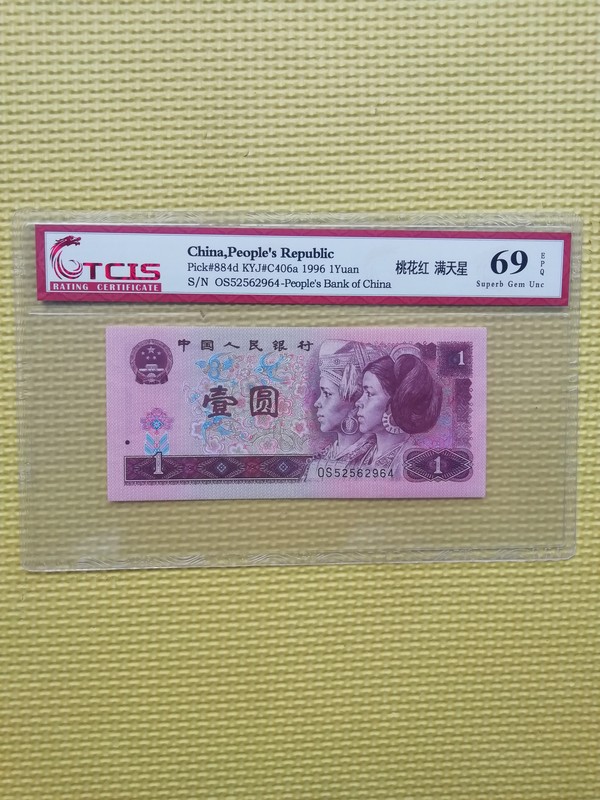 TCIS
RATING CERTIFICATE
China,People's Republic
Pick#884d KYJ#C406a 1996 1Yuan
S/N OS52562964-People's Bank of China
桃花红 满天星
69
EPQ
Superb Gem Unc
中国人民银行
1
壹圆
1
OS52562964
1